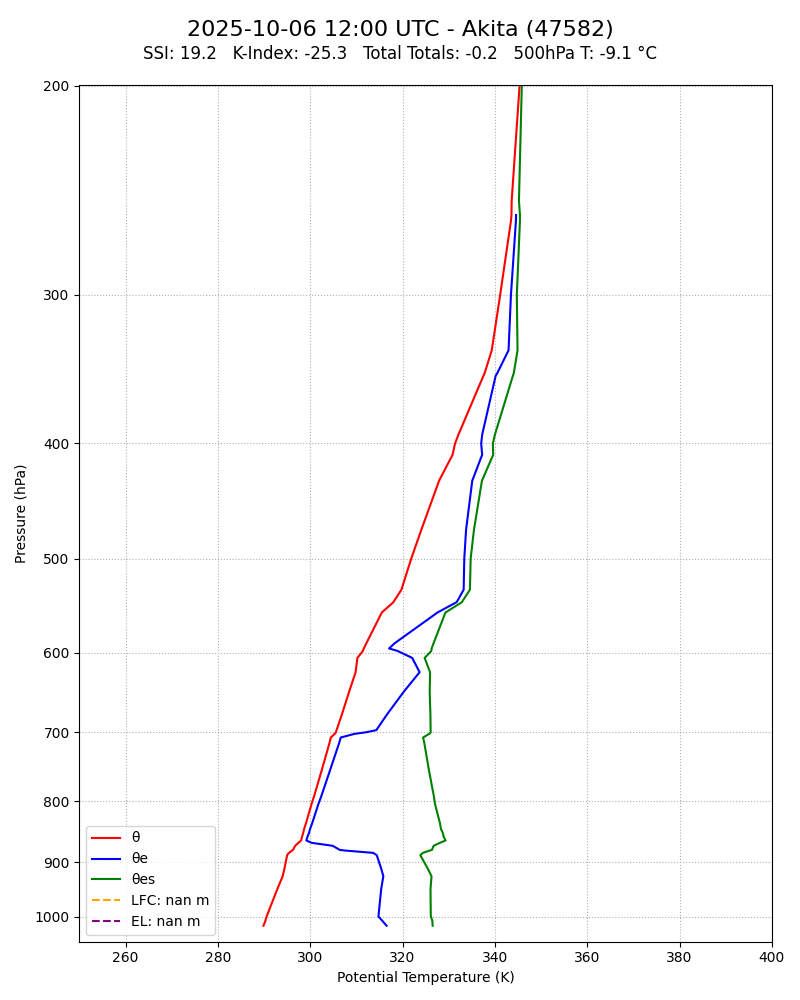 2025-10-06 12:00 UTC - Akita (47582)
SSI: 19.2   K-Index: -25.3   Total Totals: -0.2   500hPa T: -9.1 °C
200
300
400
500
600
700
800
900
1000
Pressure (hPa)
θ
θe
θes
LFC: nan m
EL: nan m
260 280 300 320 340 360 380 400
Potential Temperature (K)